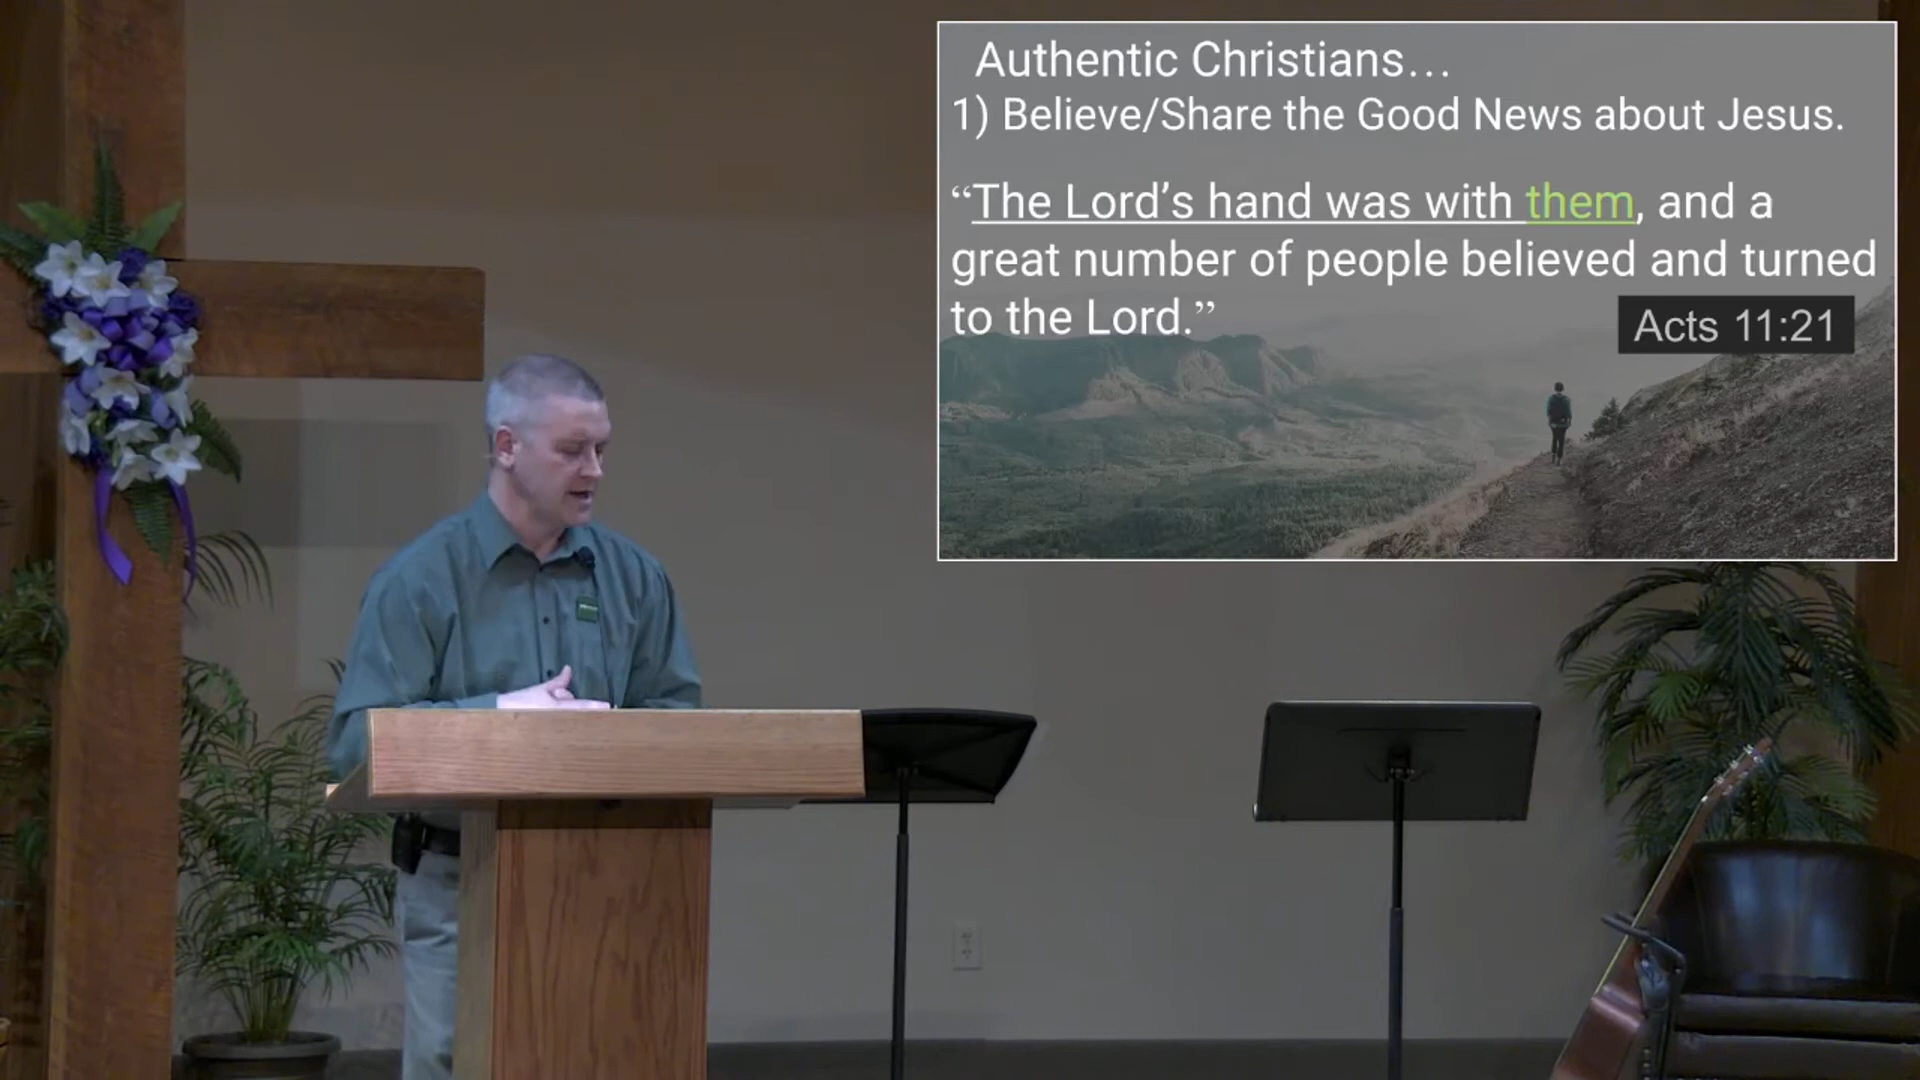 Authentic Christians…
1) Believe/Share the Good News about Jesus.
“The Lord’s hand was with them, and a
great number of people believed and turned
to the Lord.”
Acts 11:21